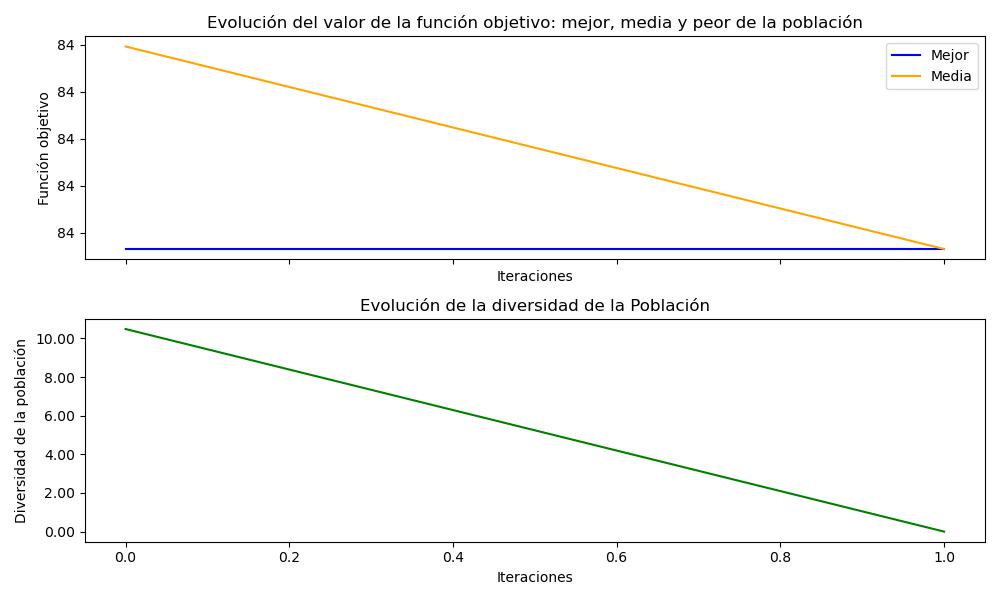 Evolución del valor de la función objetivo: mejor, media y peor de la población
84
84
84
84
84
Función objetivo
Mejor
Media
Iteraciones
Evolución de la diversidad de la Población
10.00
8.00
6.00
4.00
2.00
0.00
Diversidad de la población
0.0 0.2 0.4 0.6 0.8 1.0
Iteraciones